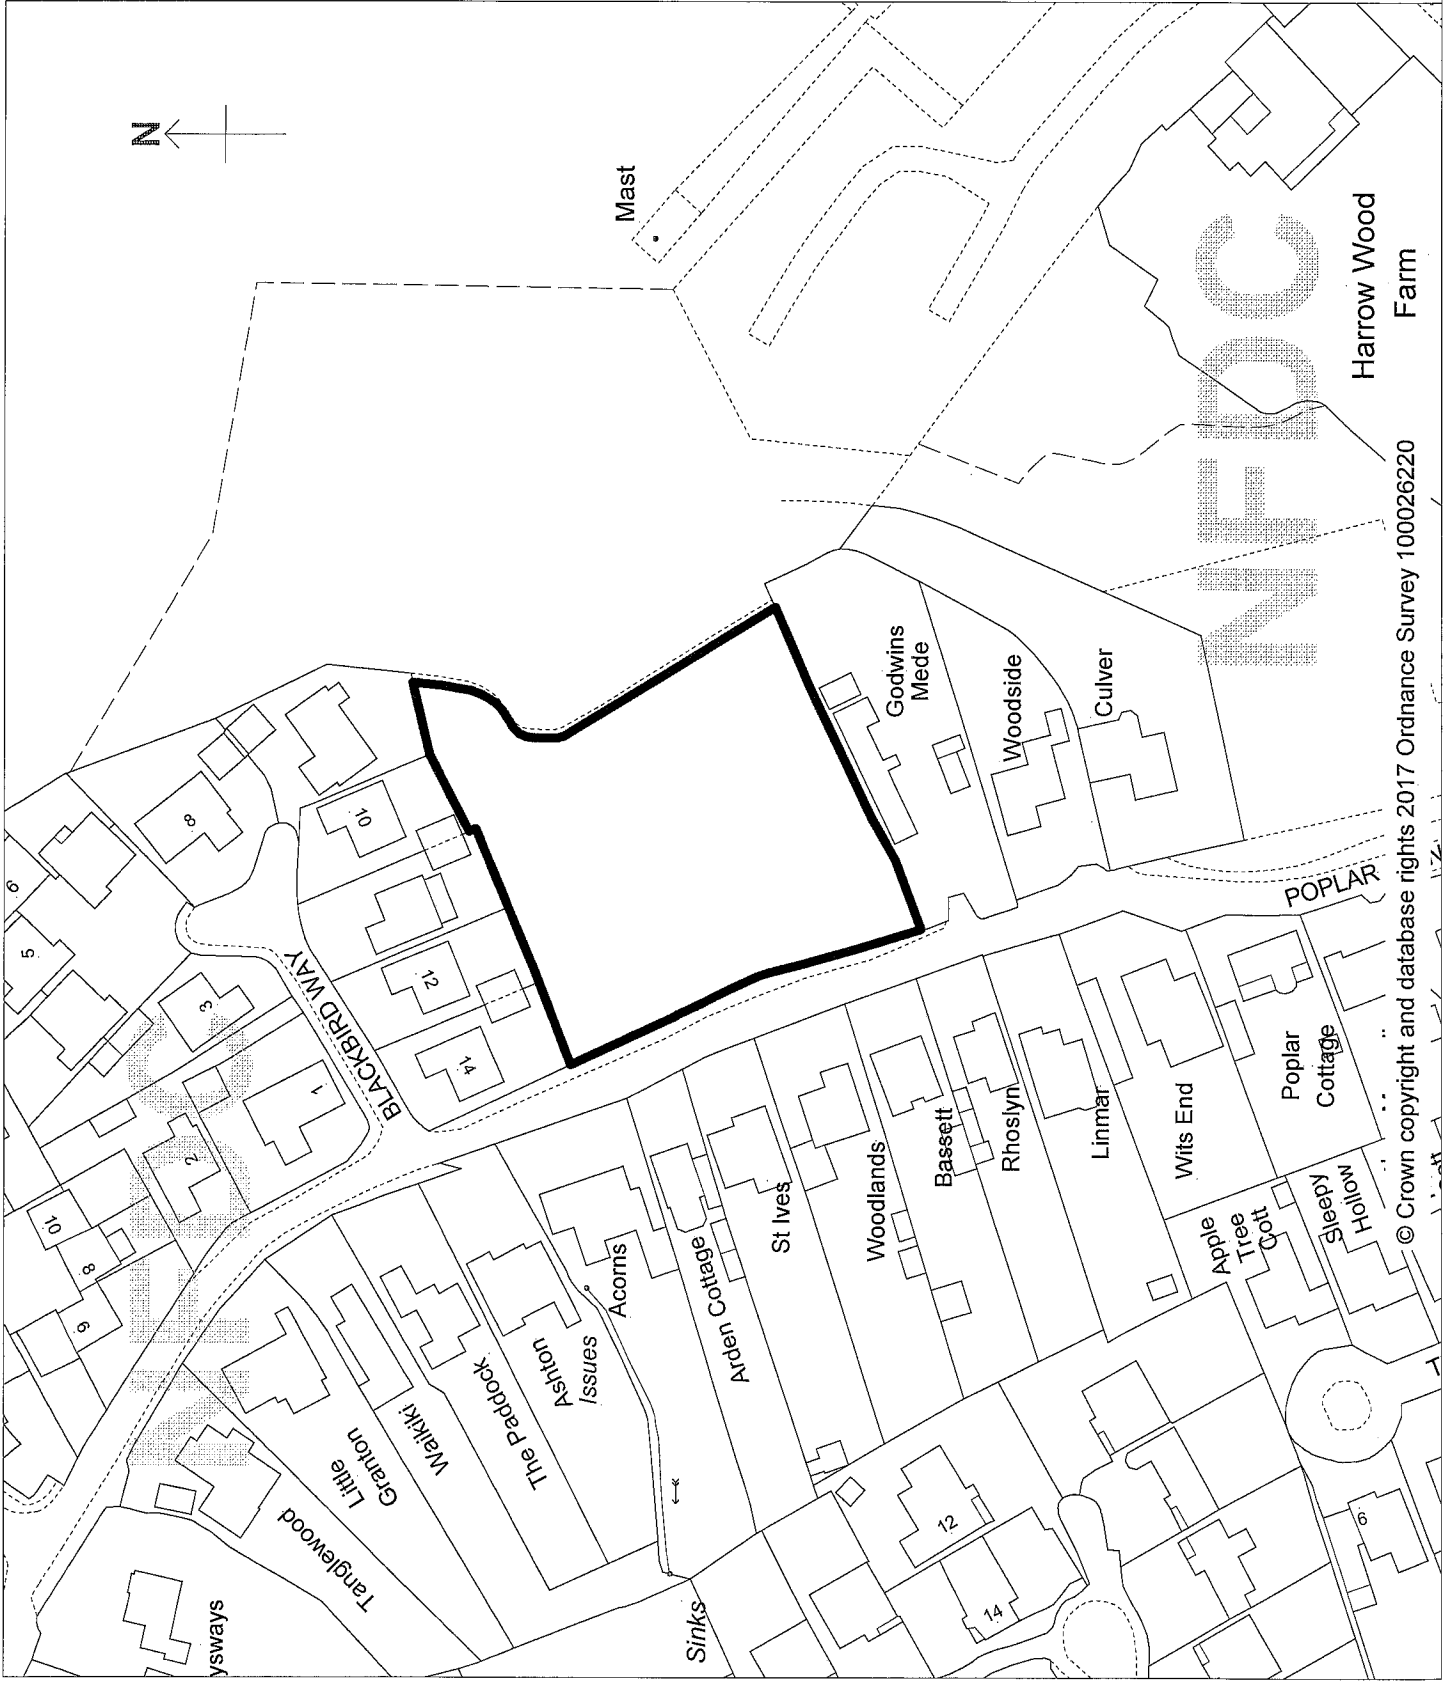 N
Mast
Harrow Wood
Farm
NFDC
© Crown copyright and database rights 2017 Ordnance Survey 100026220
Godwins
Mede
Woodside
Culver
POPLAR
BLACKBIRD WAY
8
10
12
14
6
5
3
1
2
10
8
6
NFDC
Poplar
Cottage
Wits End
Linmar
Rhoslyn
Bassett
Woodlands
St Ives
Arden Cottage
Acorns
Issues
Ashton
The Paddock
Waikiki
Little
Granton
Tanglewood
ysways
Sinks
Apple
Tree
Cott
Sleepy
Hollow
12
14
6